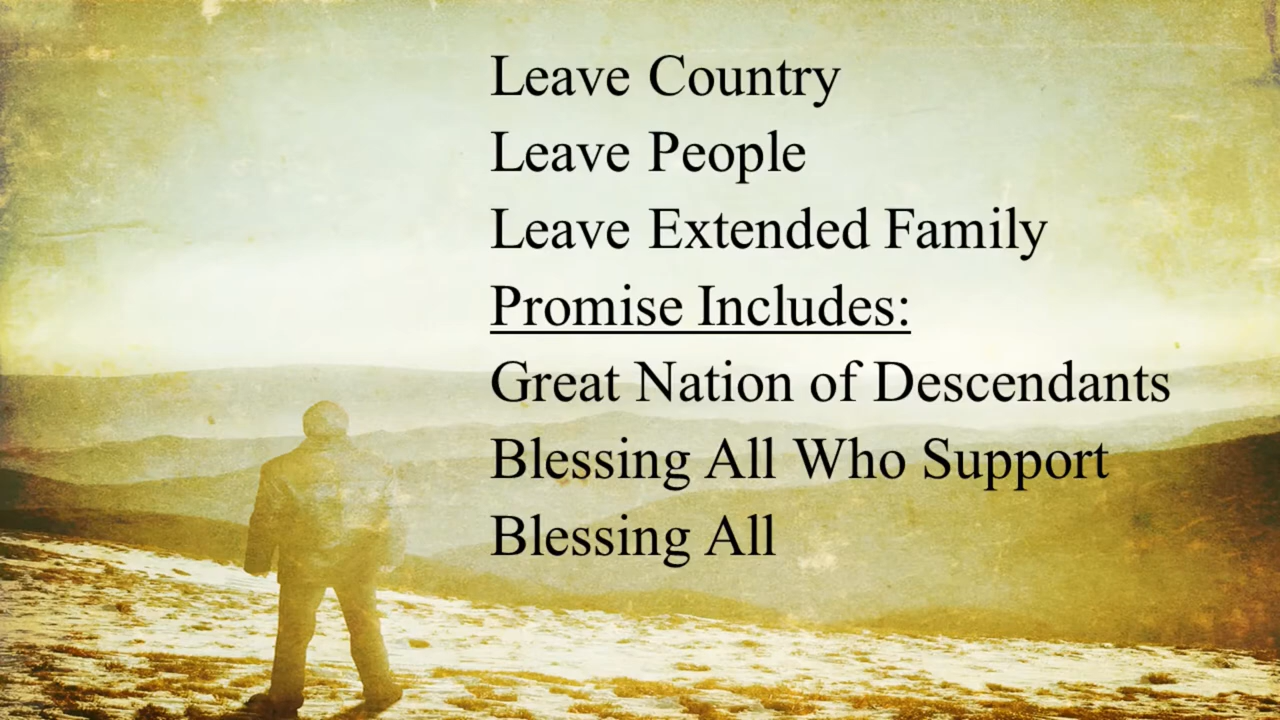 Leave Country
Leave People
Leave Extended Family
Promise Includes:
Great Nation of Descendants
Blessing All Who Support
Blessing All